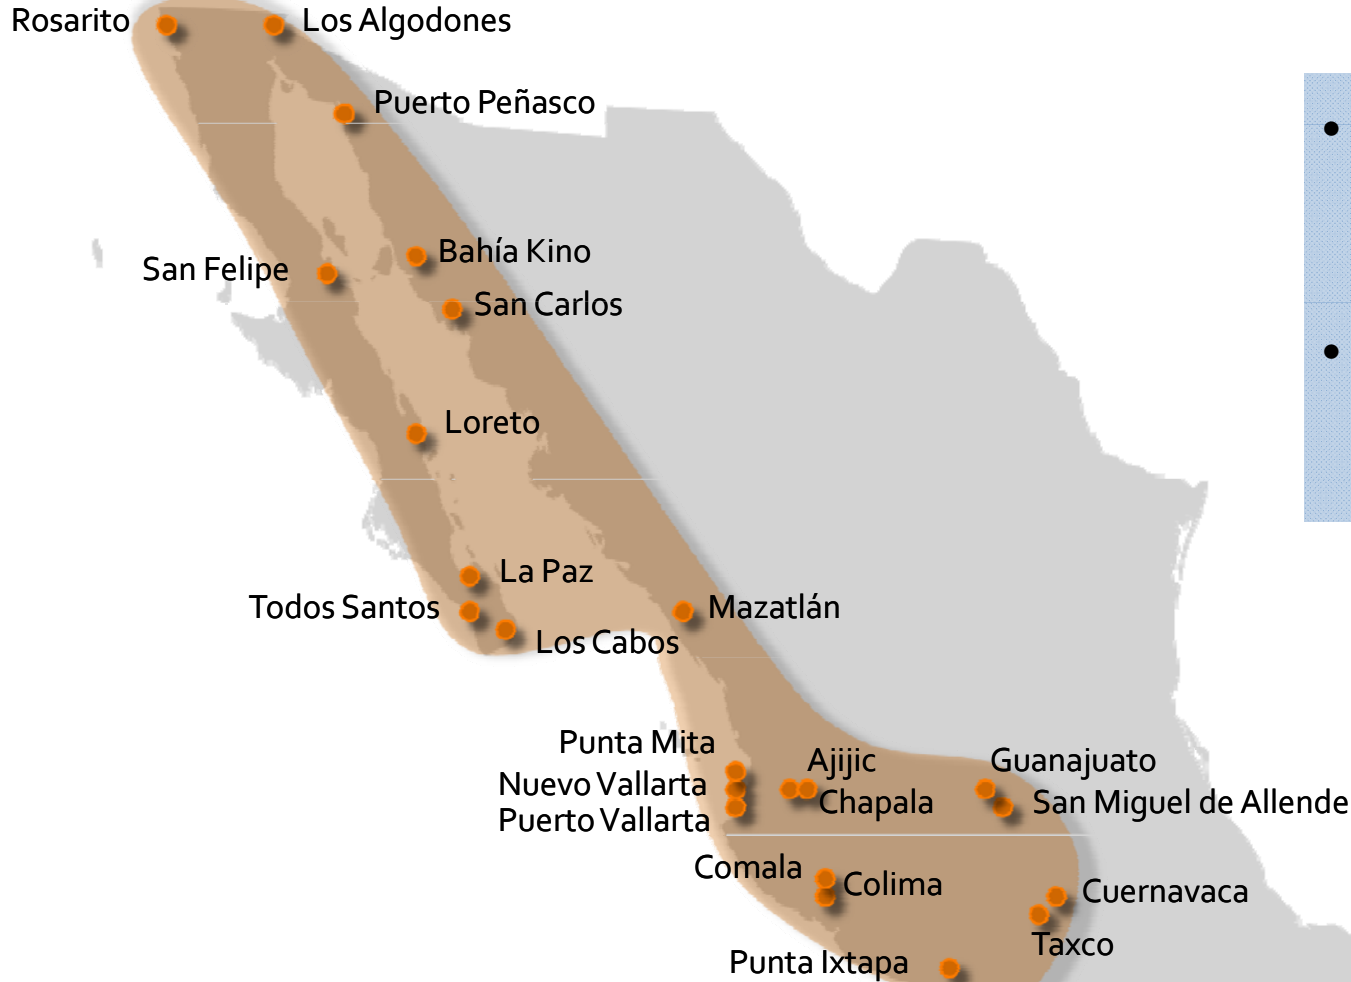 Rosarito
Los Algodones
Puerto Peñasco
Bahía Kino
San Felipe
San Carlos
Loreto
La Paz
Todos Santos
Mazatlán
Los Cabos
Punta Mita
Ajijic
Guanajuato
Nuevo Vallarta
Chapala
San Miguel de Allende
Puerto Vallarta
Comala
Colima
Cuernavaca
Taxco
Punta Ixtapa